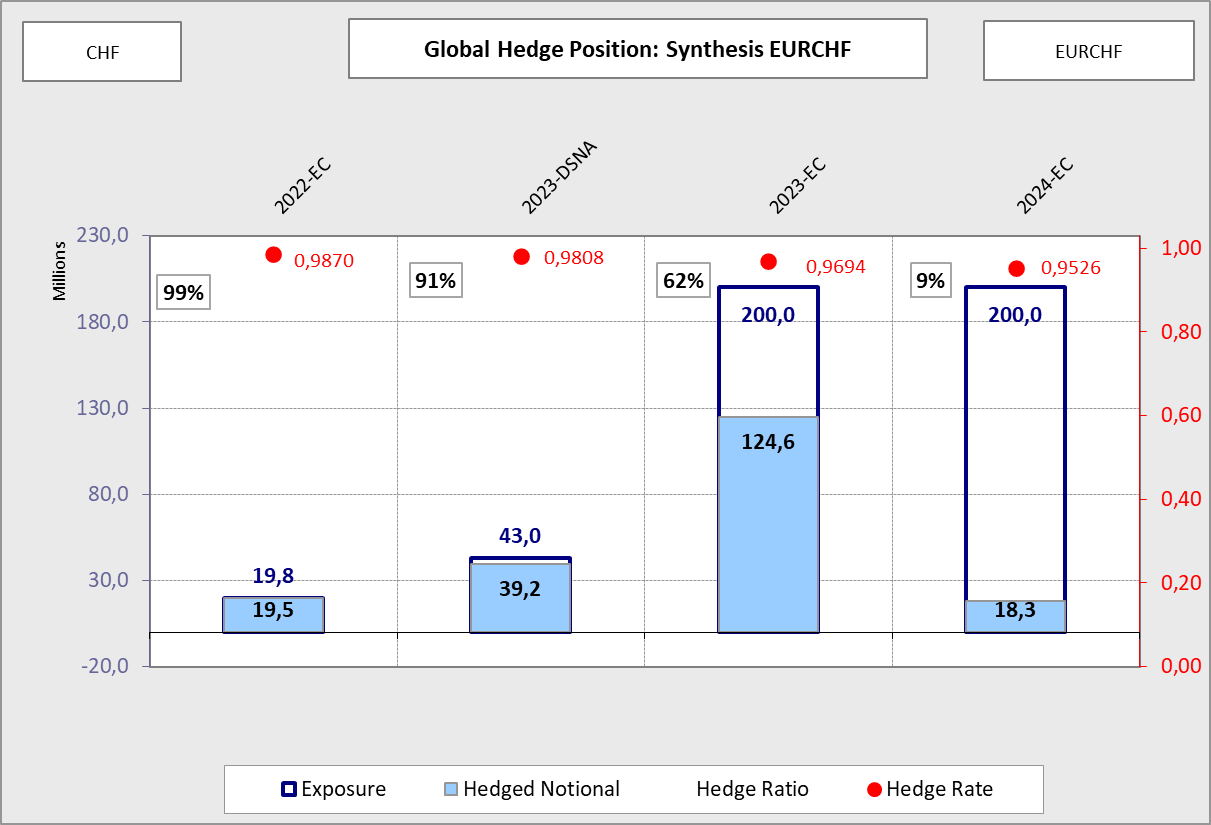 CHF
Global Hedge Position: Synthesis EURCHF
EURCHF
2022-EC
2023-DSNA
2023-EC
2024-EC
Millions
230,0
180,0
130,0
80,0
30,0
-20,0
1,00
0,80
0,60
0,40
0,20
0,00
0,9870
0,9808
0,9694
0,9526
99%
91%
62%
9%
200,0
200,0
124,6
43,0
39,2
19,8
19,5
18,3
Exposure
Hedged Notional
Hedge Ratio
Hedge Rate